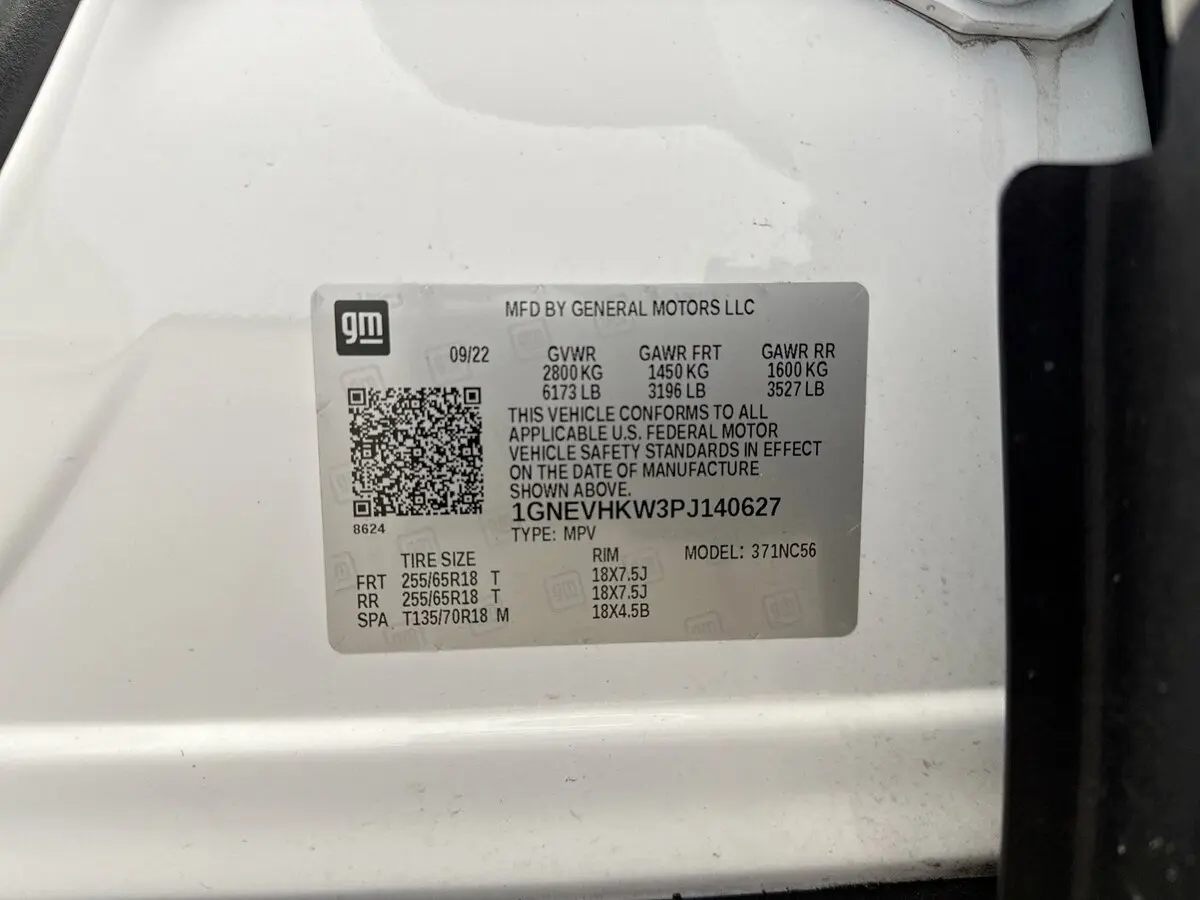 gm
MFD BY GENERAL MOTORS LLC
09/22 GVWR GAWR FRT GAWR RR
2800 KG 1450 KG 1600 KG
6173 LB 3196 LB 3527 LB
THIS VEHICLE CONFORMS TO ALL
APPLICABLE U.S. FEDERAL MOTOR
VEHICLE SAFETY STANDARDS IN EFFECT
ON THE DATE OF MANUFACTURE
SHOWN ABOVE.
1GNEVHKW3PJ140627
8624
TYPE: MPV
TIRE SIZE RIM MODEL: 371NC56
FRT 255/65R18 T 18X7.5J
RR 255/65R18 T 18X7.5J
SPA T135/70R18 M 18X4.5B